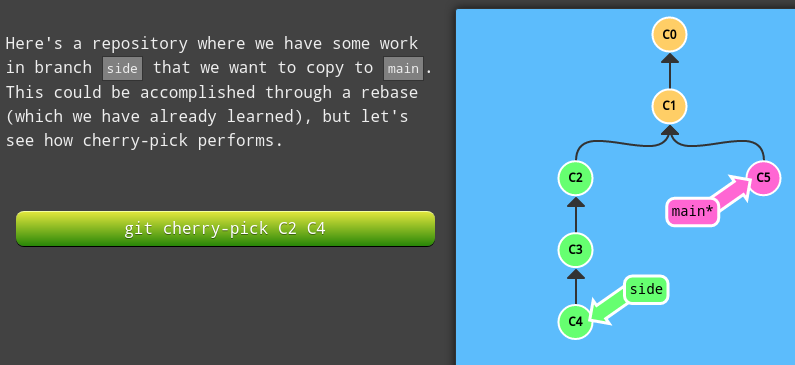 Here's a repository where we have some work
in branch side that we want to copy to main.
This could be accomplished through a rebase
(which we have already learned), but let's
see how cherry-pick performs.
git cherry-pick C2 C4
C0
C1
C2
C5
main*
C3
side
C4